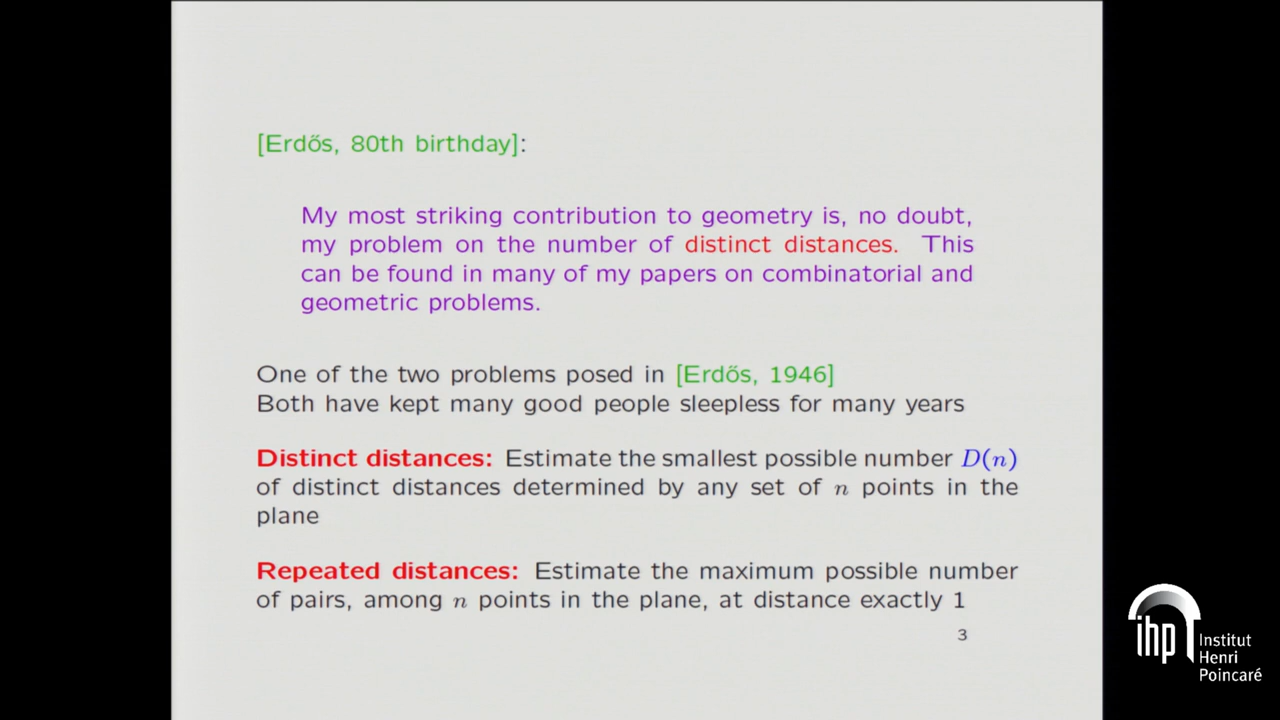 [Erdős, 80th birthday]:
My most striking contribution to geometry is, no doubt,
my problem on the number of distinct distances. This
can be found in many of my papers on combinatorial and
geometric problems.
One of the two problems posed in [Erdős, 1946]
Both have kept many good people sleepless for many years
Distinct distances: Estimate the smallest possible number D(n)
of distinct distances determined by any set of n points in the
plane
Repeated distances: Estimate the maximum possible number
of pairs, among n points in the plane, at distance exactly 1
3
ihp
Institut
Henri
Poincaré